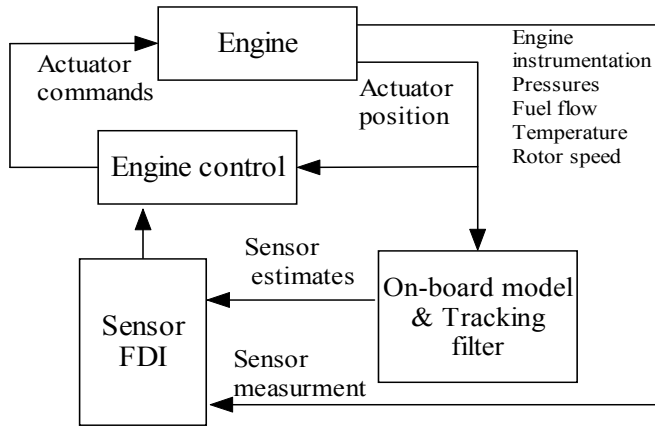 Engine
Actuator
commands
Actuator
position
Engine
instrumentation
Pressures
Fuel flow
Temperature
Rotor speed
Engine control
Sensor
estimates
On-board model
& Tracking
filter
Sensor
FDI
Sensor
measurment